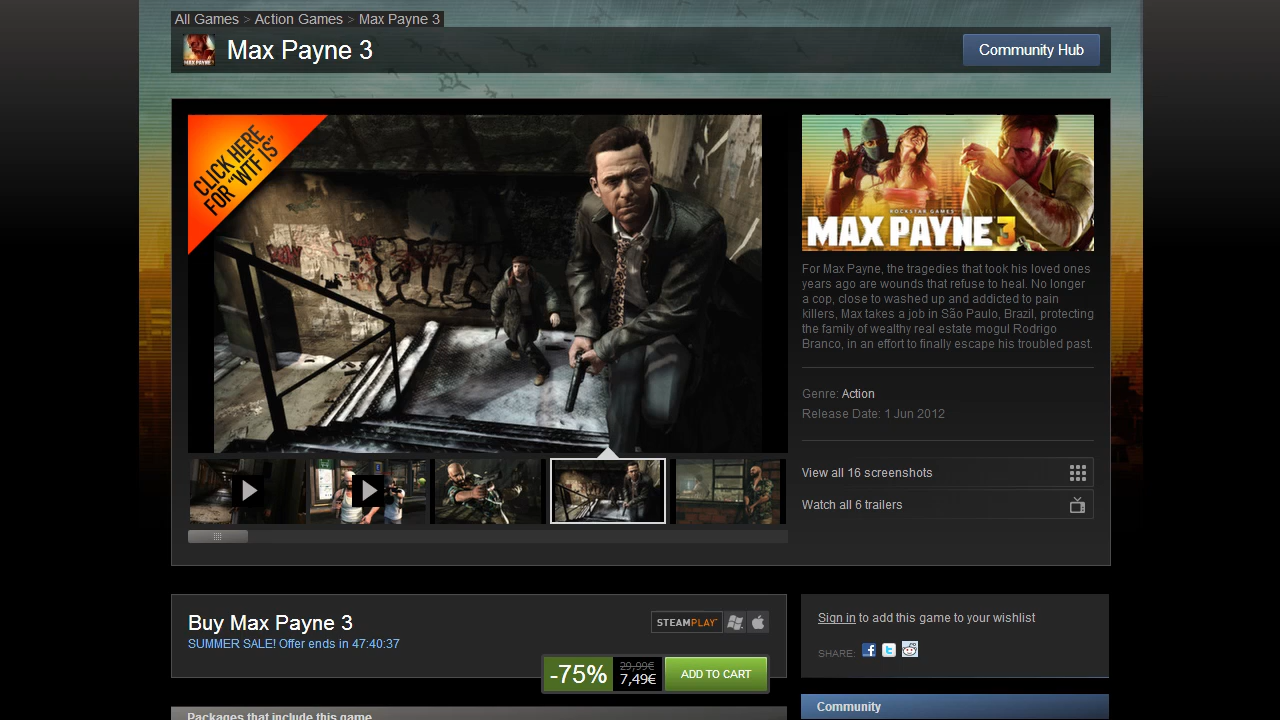 All Games > Action Games > Max Payne 3
Max Payne 3
Community Hub
CLICK HERE
FOR "WTF IS"
ROCKSTAR GAMES
MAX PAYNE 3
For Max Payne, the tragedies that took his loved ones
years ago are wounds that refuse to heal. No longer
a cop, close to washed up and addicted to pain
killers, Max takes a job in São Paulo, Brazil, protecting
the family of wealthy real estate mogul Rodrigo
Branco, in an effort to finally escape his troubled past.
Genre: Action
Release Date: 1 Jun 2012
View all 16 screenshots
Watch all 6 trailers
Buy Max Payne 3
SUMMER SALE! Offer ends in 47:40:37
STEAMPLAY
-75%
29,99€
7,49€
ADD TO CART
Sign in to add this game to your wishlist
SHARE:
Packages that include this game
Community